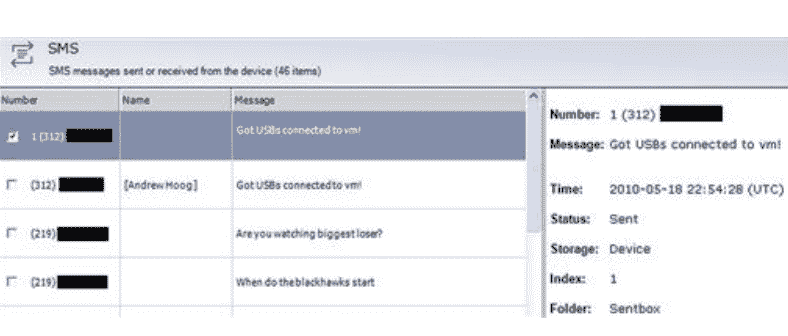 SMS
SMS messages sent or received from the device (46 items)
Number Name Message
1 (312) Got USBs connected to vm!
(312) [Andrew Hoog] Got USBs connected to vm!
(219) Are you watching biggest loser?
(219) When do the blackhawks start
Number: 1 (312)
Message: Got USBs connected to vm!
Time: 2010-05-18 22:54:28 (UTC)
Status: Sent
Storage: Device
Index: 1
Folder: Sentbox